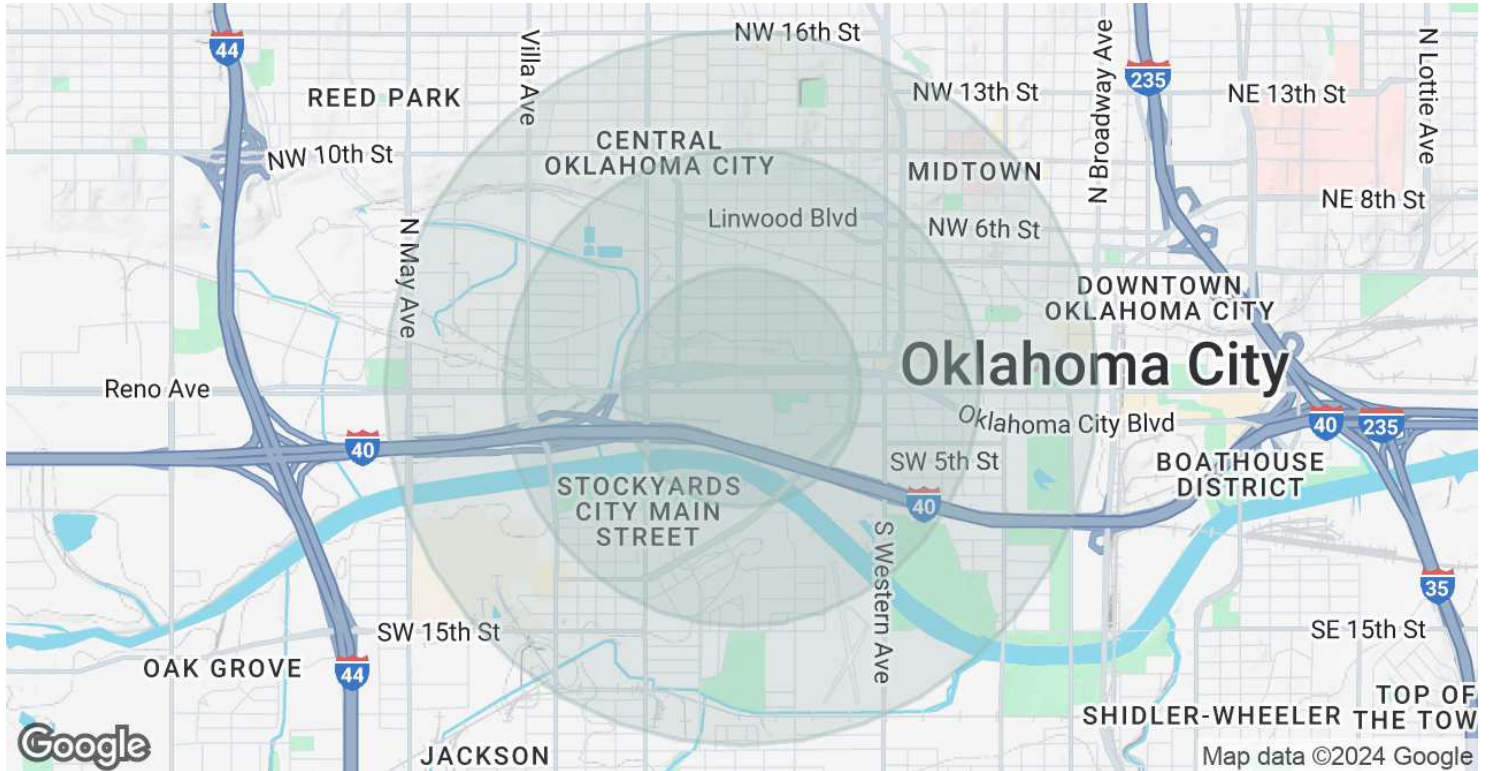 NW 16th St
44
Villa Ave
N Broadway Ave
N Lottie Ave
235
REED PARK
NW 13th St
NE 13th St
CENTRAL
OKLAHOMA CITY
NW 10th St
MIDTOWN
NE 8th St
Linwood Blvd
NW 6th St
N May Ave
DOWNTOWN
OKLAHOMA CITY
Oklahoma City
Reno Ave
Oklahoma City Blvd
40
235
40
SW 5th St
BOATHOUSE
DISTRICT
STOCKYARDS
CITY MAIN
STREET
40
S Western Ave
35
SW 15th St
SE 15th St
OAK GROVE
44
TOP OF
THE TOW
SHIDLER-WHEELER
JACKSON
Google
Map data ©2024 Google